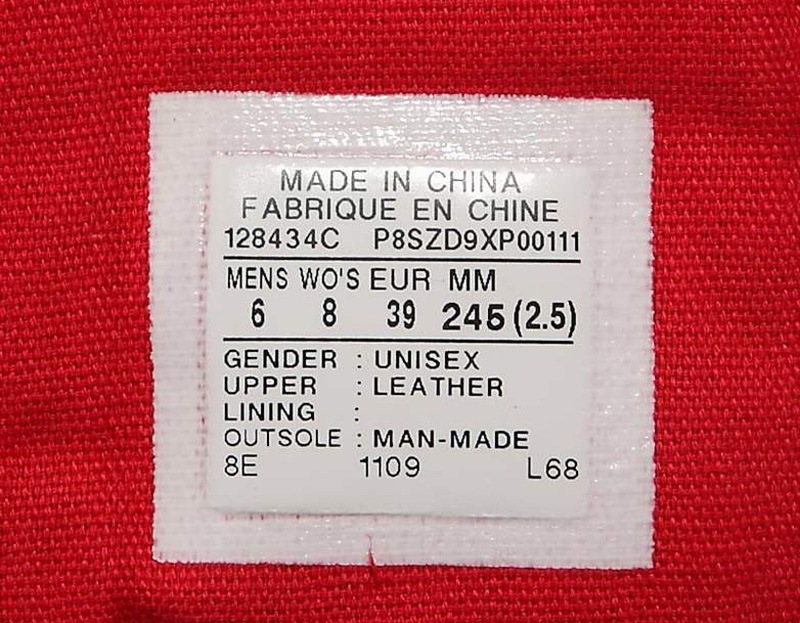 MADE IN CHINA
FABRIQUE EN CHINE
128434C P8SZD9XP00111
MENS WO'S EUR MM
6 8 39 245 (2.5)
GENDER : UNISEX
UPPER : LEATHER
LINING :
OUTSOLE : MAN-MADE
8E 1109 L68